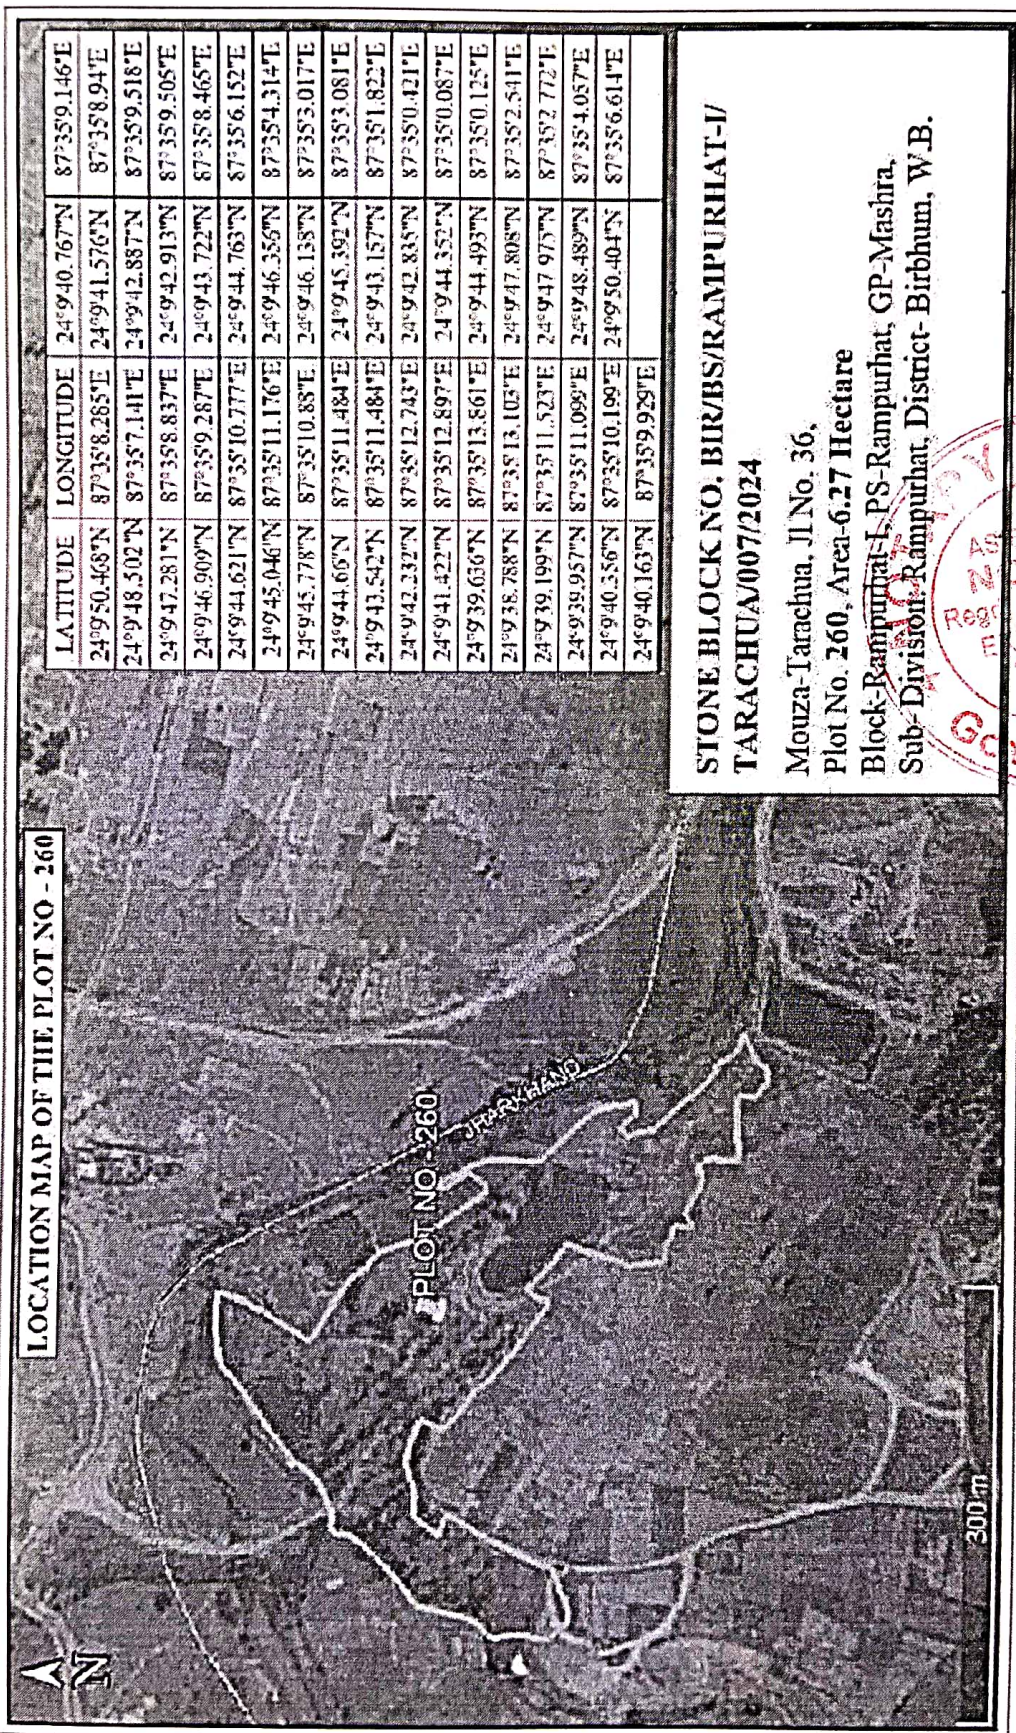 LOCATION MAP OF THE PLOT NO - 260
N
PLOT NO - 260
JHARKHAND
300 m
LATITUDE LONGITUDE 24°9'40.767"N 87°35'9.146"E
24°9'50.468"N 87°35'8.285"E 24°9'41.576"N 87°35'8.94"E
24°9'48.502"N 87°35'7.141"E 24°9'42.887"N 87°35'9.518"E
24°9'47.281"N 87°35'8.837"E 24°9'42.913"N 87°35'9.505"E
24°9'46.909"N 87°35'9.287"E 24°9'43.722"N 87°35'8.465"E
24°9'44.621"N 87°35'10.777"E 24°9'44.763"N 87°35'6.152"E
24°9'45.046"N 87°35'11.176"E 24°9'46.356"N 87°35'4.314"E
24°9'45.778"N 87°35'10.88"E 24°9'46.138"N 87°35'3.017"E
24°9'44.66"N 87°35'11.484"E 24°9'45.392"N 87°35'3.081"E
24°9'43.542"N 87°35'11.484"E 24°9'43.157"N 87°35'1.822"E
24°9'42.232"N 87°35'12.743"E 24°9'42.835"N 87°35'0.421"E
24°9'41.422"N 87°35'12.897"E 24°9'44.352"N 87°35'0.087"E
24°9'39.636"N 87°35'13.861"E 24°9'44.493"N 87°35'0.125"E
24°9'38.788"N 87°35'13.103"E 24°9'47.808"N 87°35'2.541"E
24°9'39.199"N 87°35'11.523"E 24°9'47.975"N 87°35'2.772"E
24°9'39.957"N 87°35'11.099"E 24°9'48.489"N 87°35'4.057"E
24°9'40.356"N 87°35'10.199"E 24°9'50.404"N 87°35'6.614"E
24°9'40.163"N 87°35'9.929"E
STONE BLOCK NO. BIR/BS/RAMPURHAT-I/
TARACHUA/007/2024
Mouza-Tarachua, Jl No. 36,
Plot No. 260, Area-6.27 Hectare
Block-Rampurhat-I, PS-Rampurhat, GP-Mashra,
Sub- Division-Rampurhat, District- Birbhum, W.B.
NOTARY